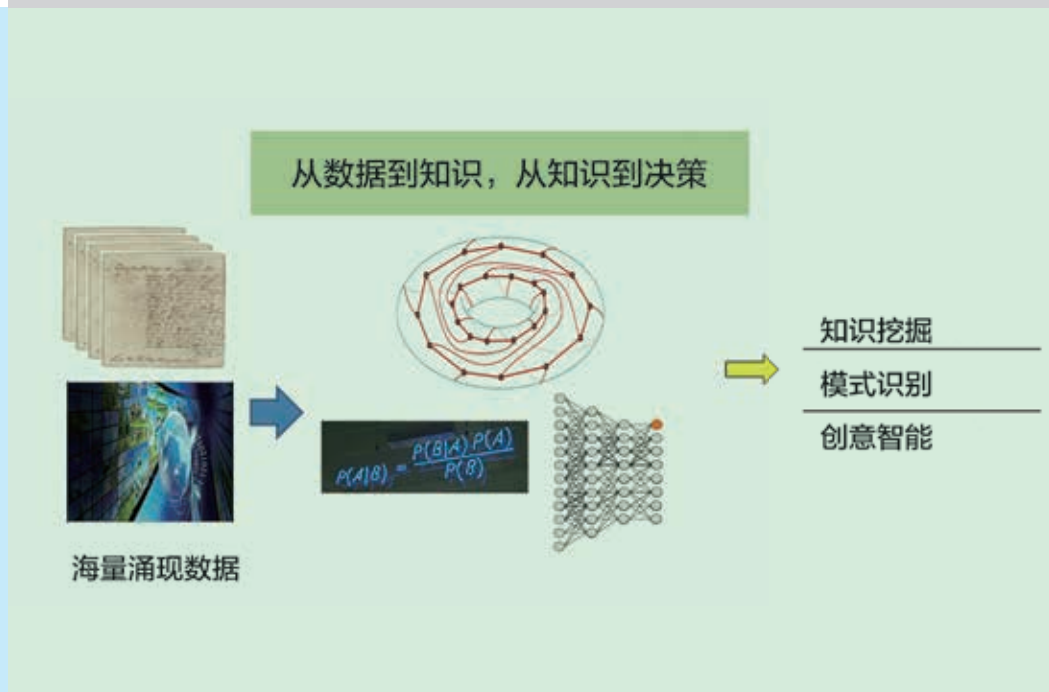 从数据到知识，从知识到决策
海量涌现数据
P(A|B) = P(B|A) P(A) / P(B)
知识挖掘
模式识别
创意智能